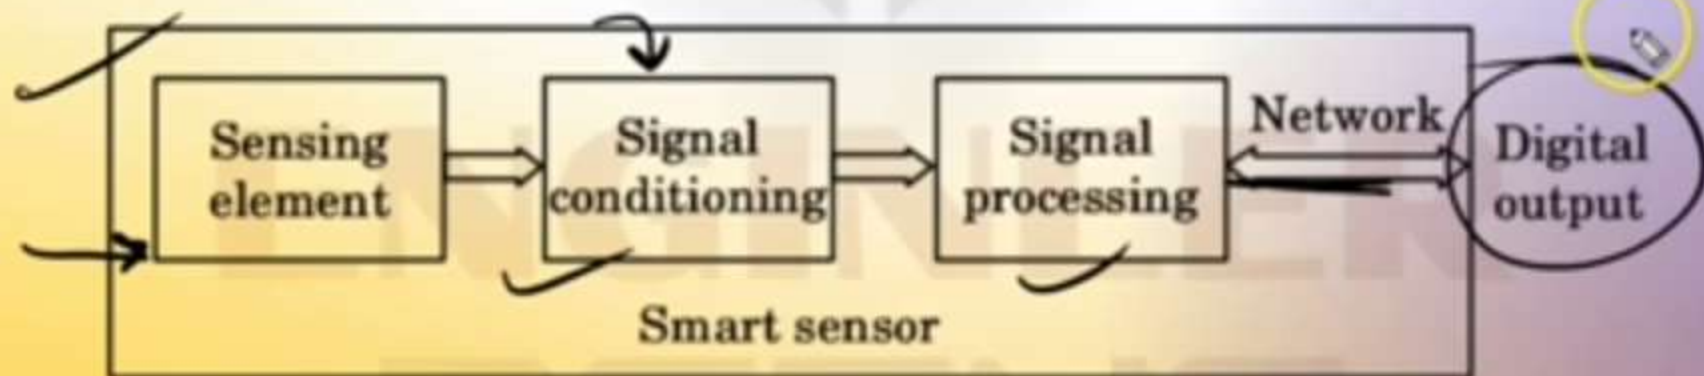 Sensing
element
Signal
conditioning
Signal
processing
Network
Digital
output
Smart sensor